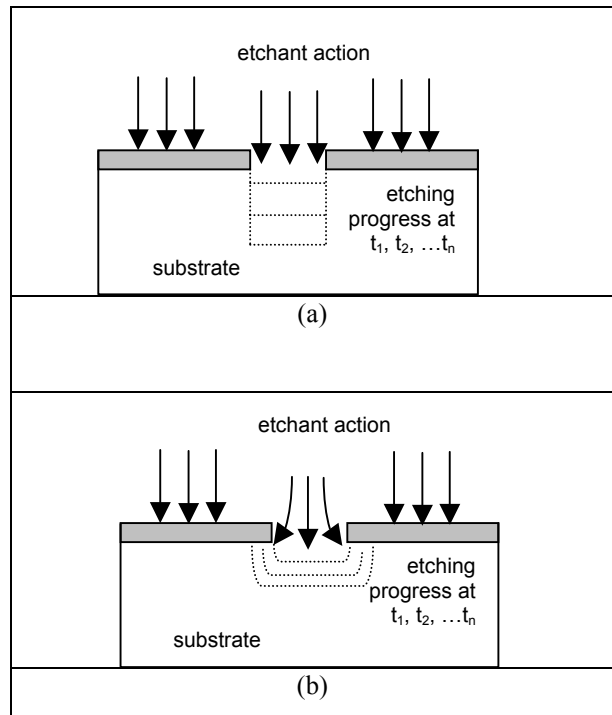 etchant action
etching
progress at
t₁, t₂, …tₙ
substrate
(a)
etchant action
etching
progress at
t₁, t₂, …tₙ
substrate
(b)